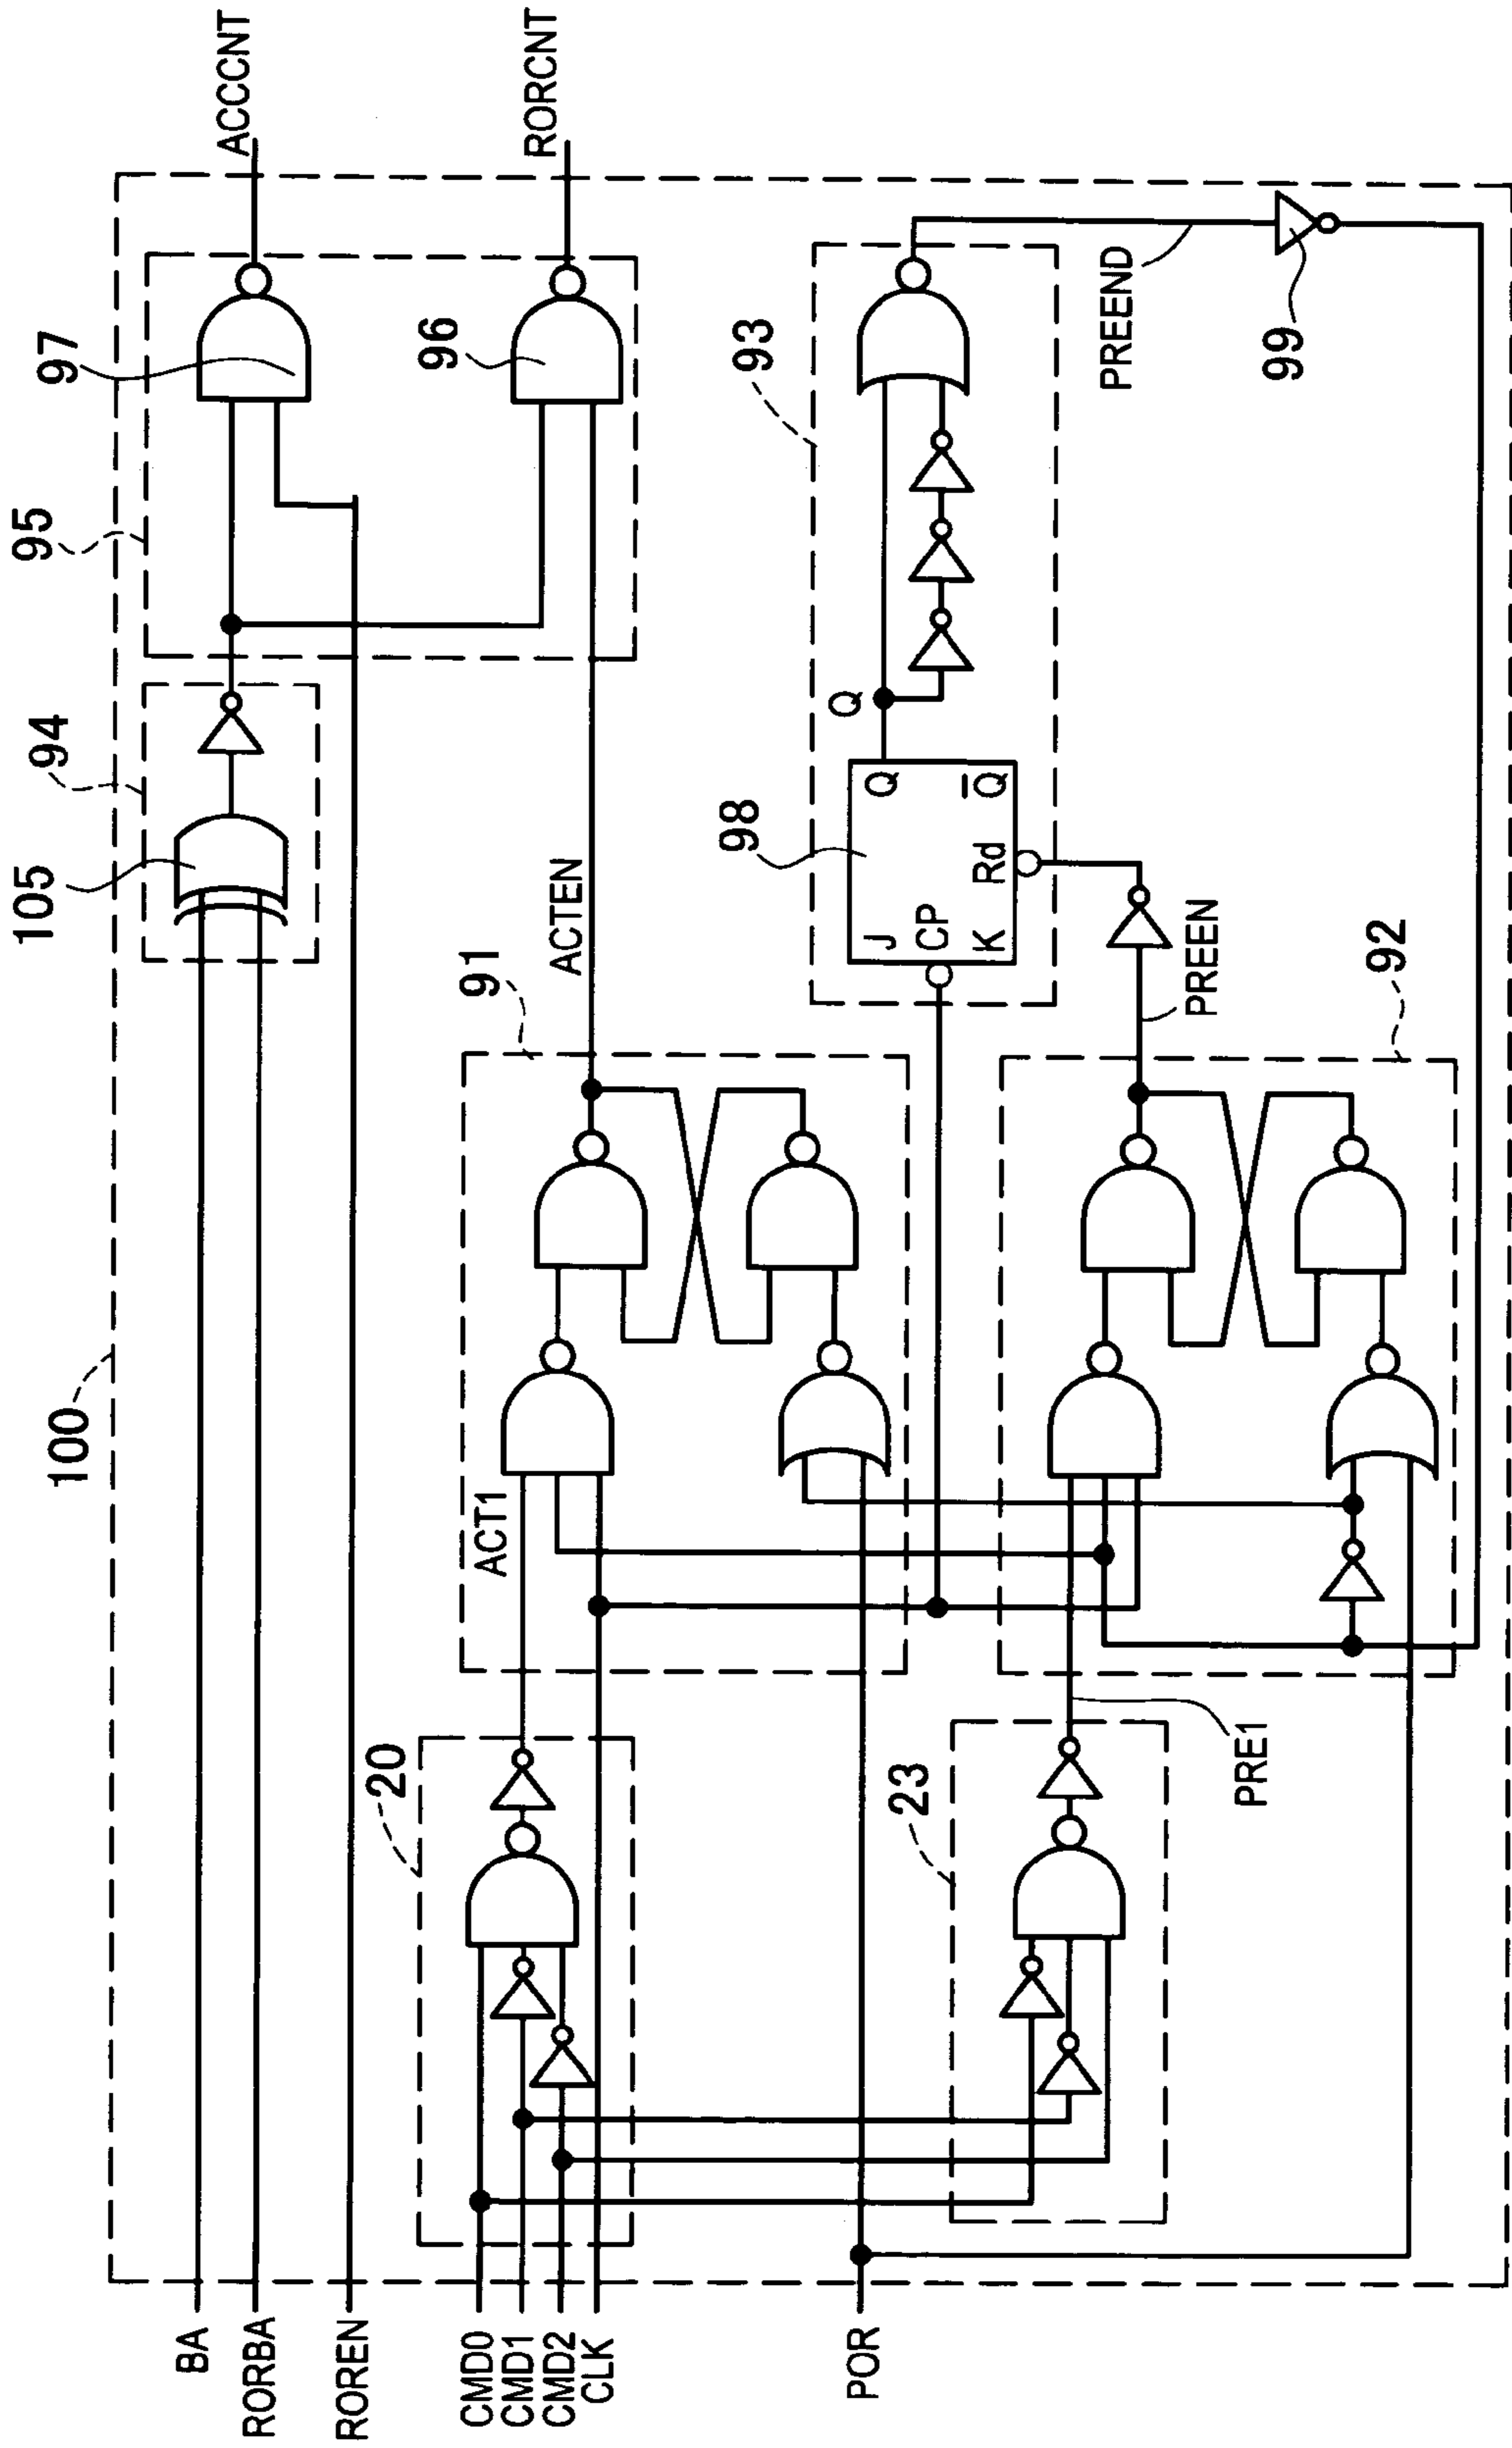 100
BA
RORBA
ROREN
CMD0
CMD1
CMD2
CLK
POR
20
23
ACT1
PRE1
91
92
ACTEN
PREEN
105
94
95
97
96
ACCCNT
RORCNT
98
J
CP
K
Rd
Q
Q̅
Q
93
PREEND
99